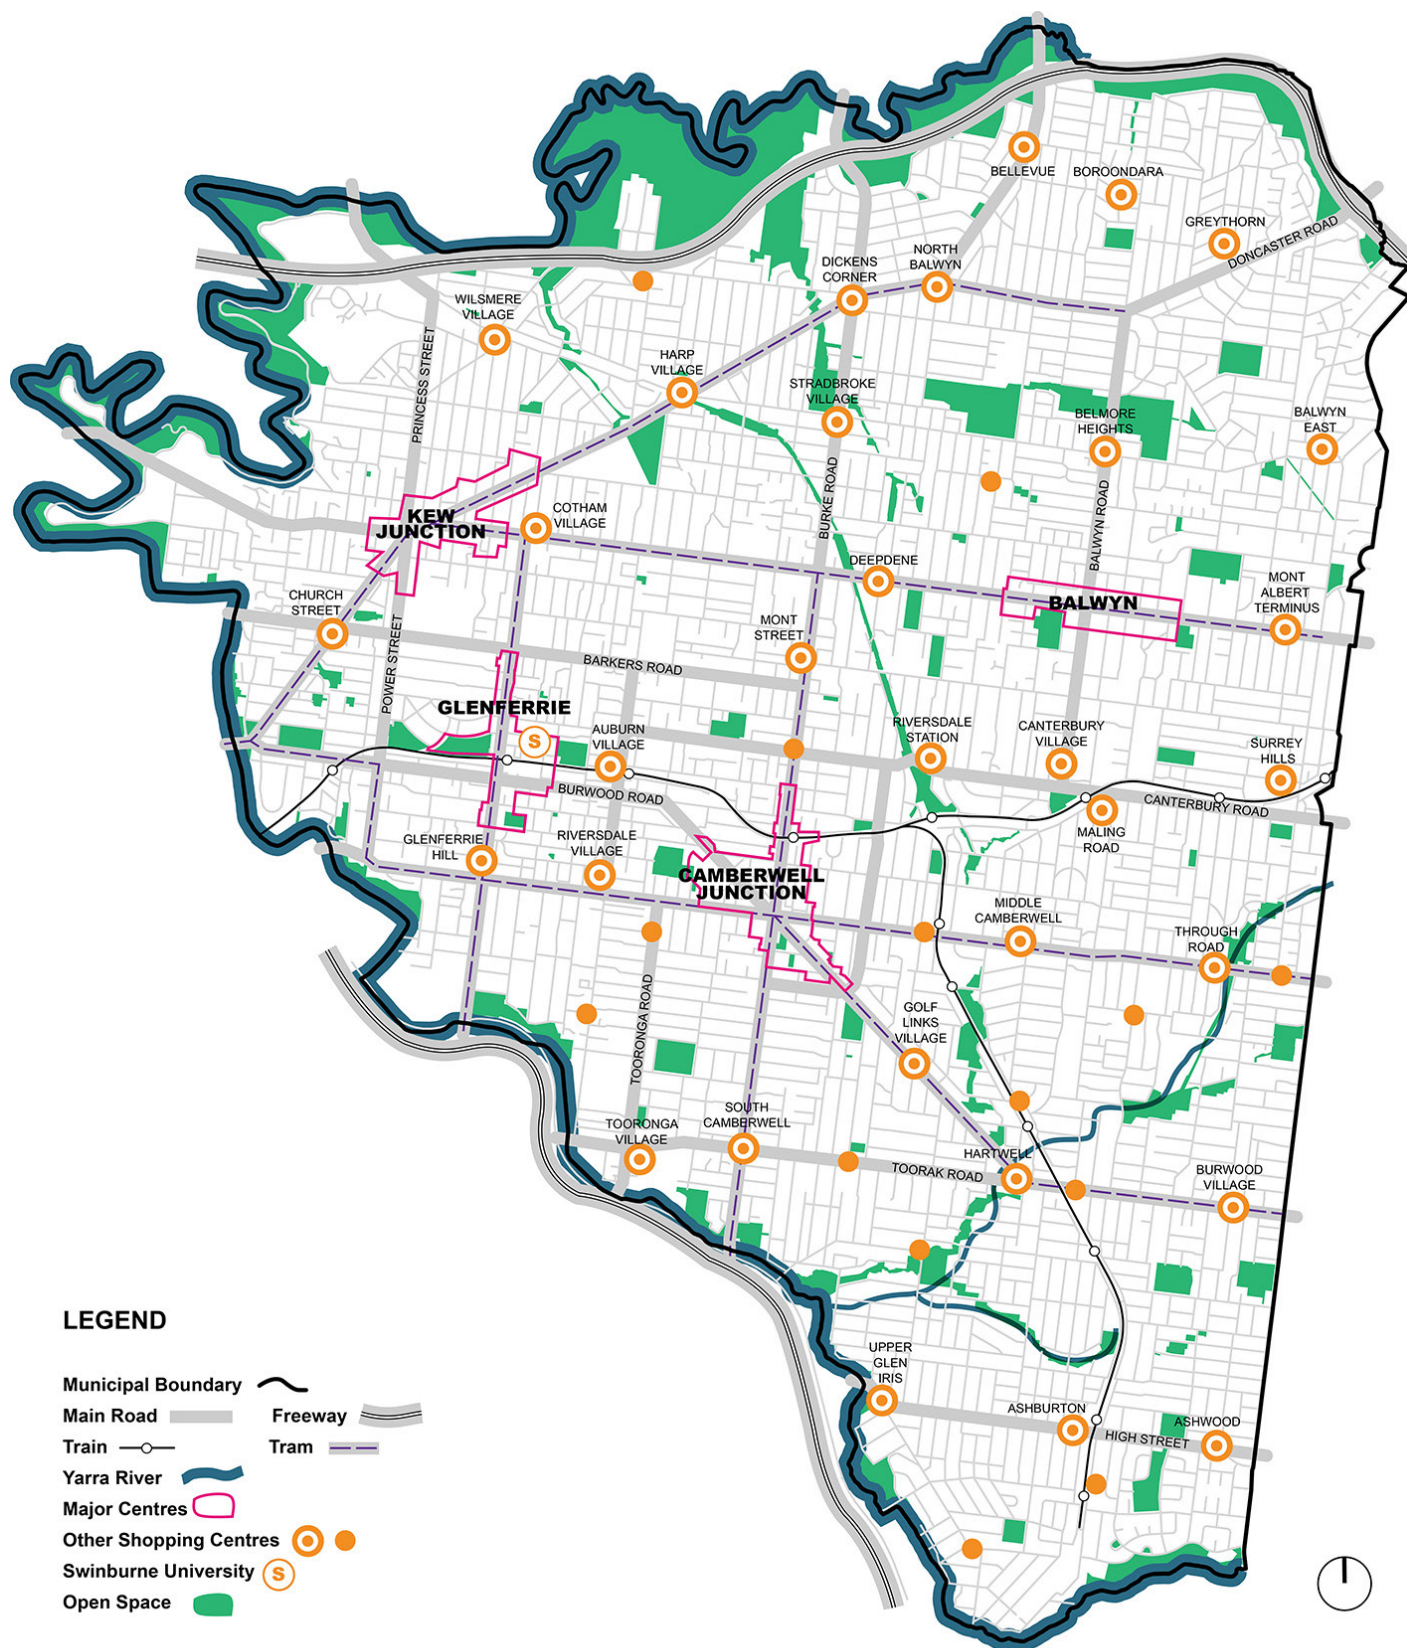 BELLEVUE
BOROONDARA
GREYTHORN
DONCASTER ROAD
NORTH
BALWYN
DICKENS
CORNER
WILSMERE
VILLAGE
PRINCESS STREET
HARP
VILLAGE
STRADBROKE
VILLAGE
BELMORE
HEIGHTS
BALWYN
EAST
BURKE ROAD
BALWYN ROAD
KEW
JUNCTION
COTHAM
VILLAGE
DEEPDENE
BALWYN
MONT
ALBERT
TERMINUS
CHURCH
STREET
MONT
STREET
POWER STREET
BARKERS ROAD
GLENFERRIE
S
AUBURN
VILLAGE
RIVERSDALE
STATION
CANTERBURY
VILLAGE
SURREY
HILLS
BURWOOD ROAD
CANTERBURY ROAD
MALING
ROAD
GLENFERRIE
HILL
RIVERSDALE
VILLAGE
CAMBERWELL
JUNCTION
MIDDLE
CAMBERWELL
THROUGH
ROAD
TOORONGA ROAD
GOLF
LINKS
VILLAGE
TOORONGA
VILLAGE
SOUTH
CAMBERWELL
HARTWELL
TOORAK ROAD
BURWOOD
VILLAGE
UPPER
GLEN
IRIS
ASHBURTON
HIGH STREET
ASHWOOD
LEGEND
Municipal Boundary
Main Road
Freeway
Train
Tram
Yarra River
Major Centres
Other Shopping Centres
Swinburne University S
Open Space